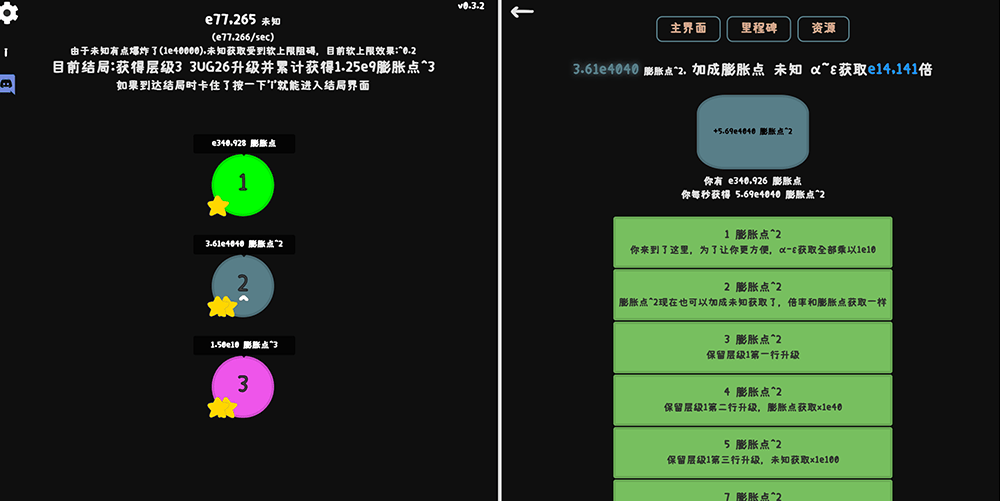 v0.3.2
e77.265 未知
(e77.266/sec)
由于未知有点爆炸了(1e40000),未知获取受到软上限阻碍, 目前软上限效果:^0.2
目前结局:获得层级3 3UG26升级并累计获得1.25e9膨胀点^3
如果到达结局时卡住了按一下'I'就能进入结局界面
i
e340.928 膨胀点
1
3.61e4040 膨胀点^2
2
^
1.50e10 膨胀点^3
3
主界面
里程碑
资源
3.61e4040 膨胀点^2, 加成膨胀点 未知 α~ε获取e14.141倍
+5.69e4040 膨胀点^2
你有 e340.926 膨胀点
你每秒获得 5.69e4040 膨胀点^2
1 膨胀点^2
你来到了这里, 为了让你更方便, α-ε获取全部乘以1e10
2 膨胀点^2
膨胀点^2现在也可以加成未知获取了, 倍率和膨胀点获取一样
3 膨胀点^2
保留层级1第一行升级
4 膨胀点^2
保留层级1第二行升级, 膨胀点获取×1e40
5 膨胀点^2
保留层级1第三行升级, 未知获取x1e100
7 膨胀点^2